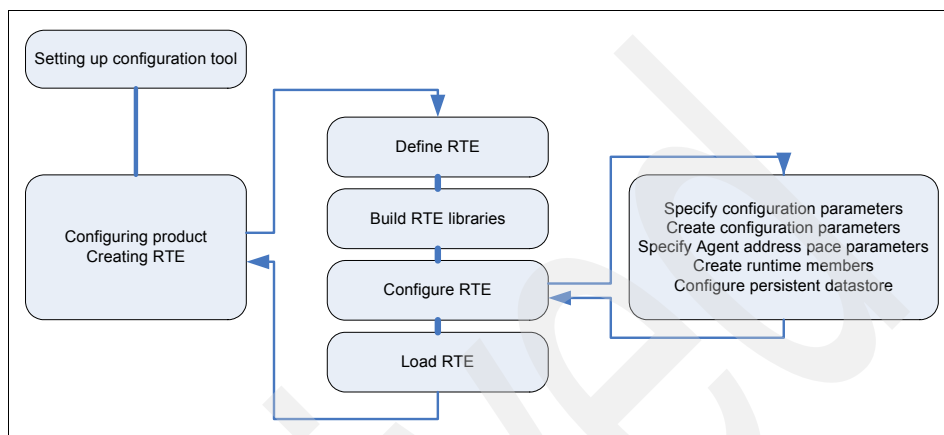 Setting up configuration tool
Configuring product
Creating RTE
Define RTE
Build RTE libraries
Configure RTE
Load RTE
Specify configuration parameters
Create configuration parameters
Specify Agent address pace parameters
Create runtime members
Configure persistent datastore